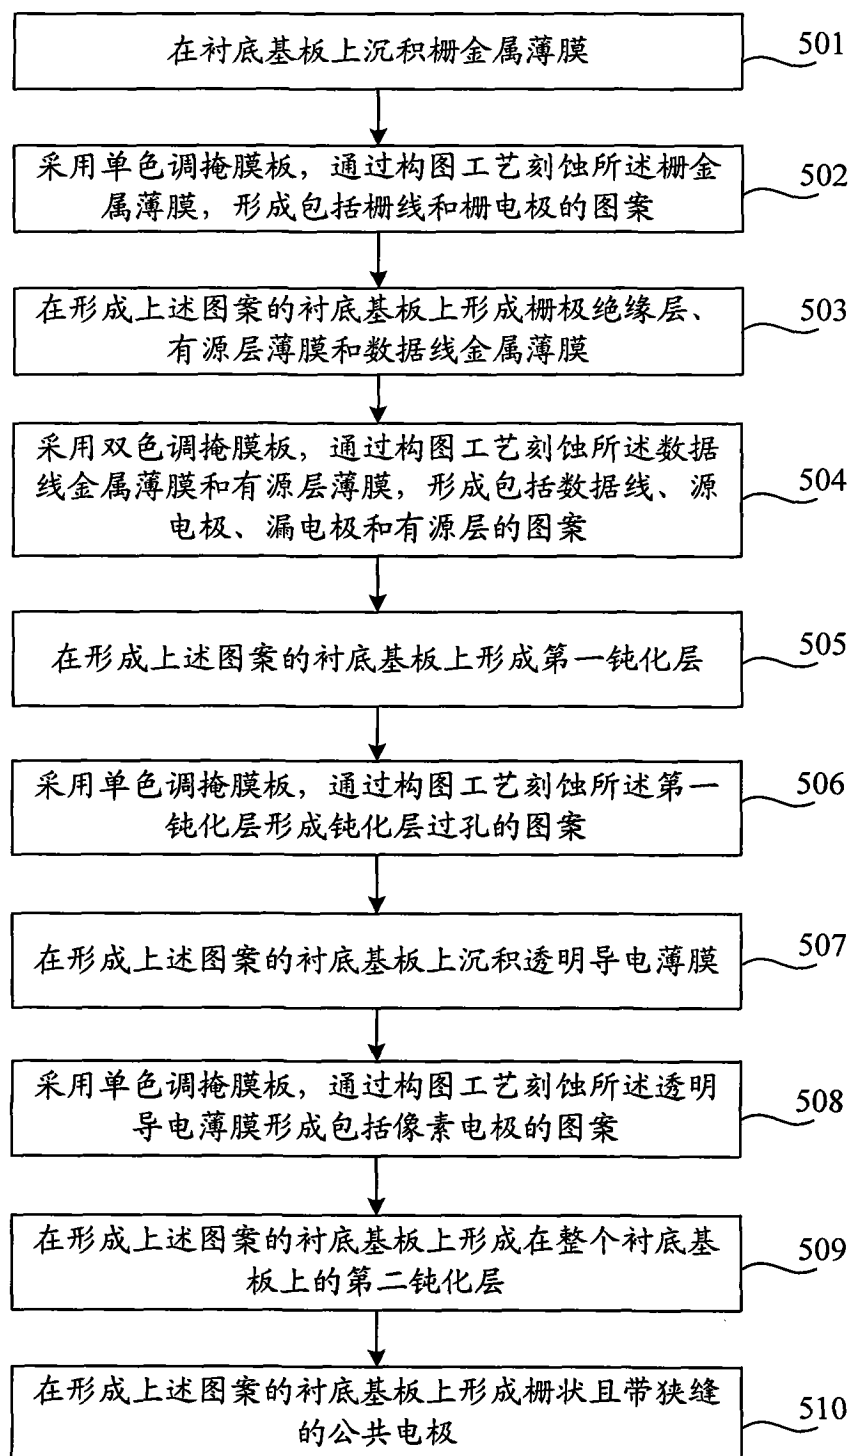 在衬底基板上沉积栅金属薄膜
501
采用单色调掩膜板，通过构图工艺刻蚀所述栅金
属薄膜，形成包括栅线和栅电极的图案
502
在形成上述图案的衬底基板上形成栅极绝缘层、
有源层薄膜和数据线金属薄膜
503
采用双色调掩膜板，通过构图工艺刻蚀所述数据
线金属薄膜和有源层薄膜，形成包括数据线、源
电极、漏电极和有源层的图案
504
在形成上述图案的衬底基板上形成第一钝化层
505
采用单色调掩膜板，通过构图工艺刻蚀所述第一
钝化层形成钝化层过孔的图案
506
在形成上述图案的衬底基板上沉积透明导电薄膜
507
采用单色调掩膜板，通过构图工艺刻蚀所述透明
导电薄膜形成包括像素电极的图案
508
在形成上述图案的衬底基板上形成在整个衬底基
板上的第二钝化层
509
在形成上述图案的衬底基板上形成栅状且带狭缝
的公共电极
510